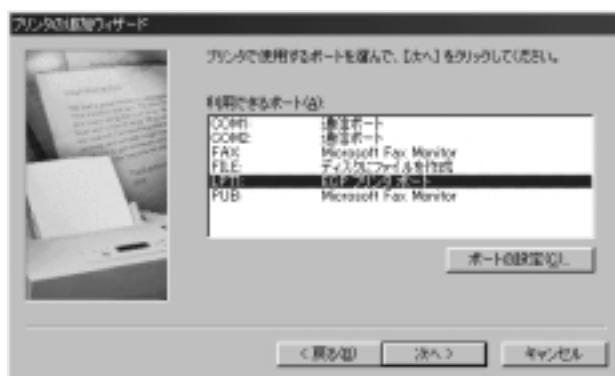 プリンタの追加ウィザード
プリンタで使用するポートを選んで、[次へ] をクリックしてください。
利用できるポート(A):
COM1: 通信ポート
COM2: 通信ポート
FAX: Microsoft Fax Monitor
FILE: ディスクにファイルを作成
LPT1: ECP プリンタ ポート
PUB: Microsoft Fax Monitor
ポートの設定(C)...
< 戻る(B)
次へ >
キャンセル